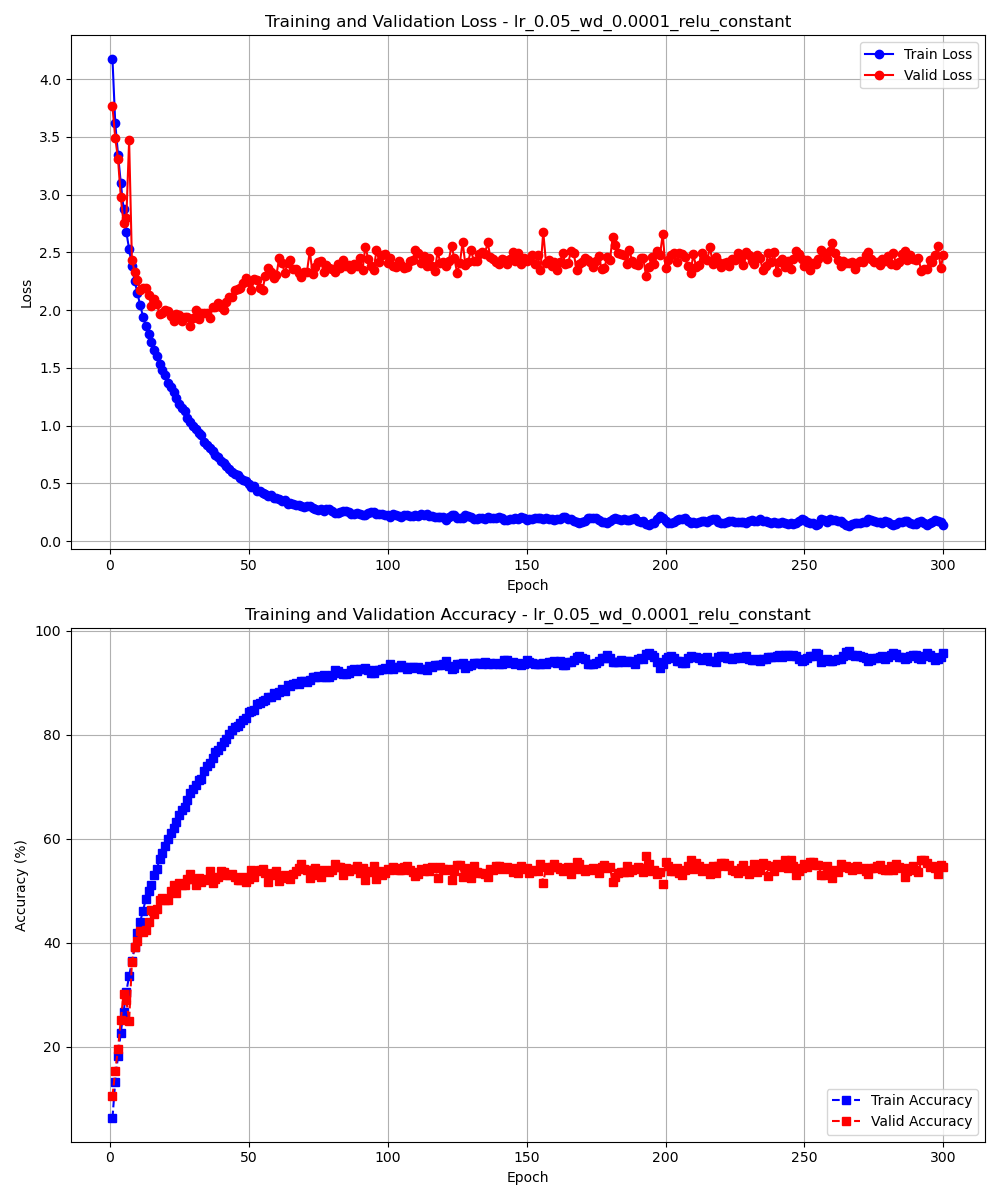 Training and Validation Loss - lr_0.05_wd_0.0001_relu_constant
4.0
3.5
3.0
2.5
2.0
1.5
1.0
0.5
0.0
Loss
Train Loss
Valid Loss
0 50 100 150 200 250 300
Epoch
Training and Validation Accuracy - lr_0.05_wd_0.0001_relu_constant
100
80
60
40
20
Accuracy (%)
Train Accuracy
Valid Accuracy
0 50 100 150 200 250 300
Epoch